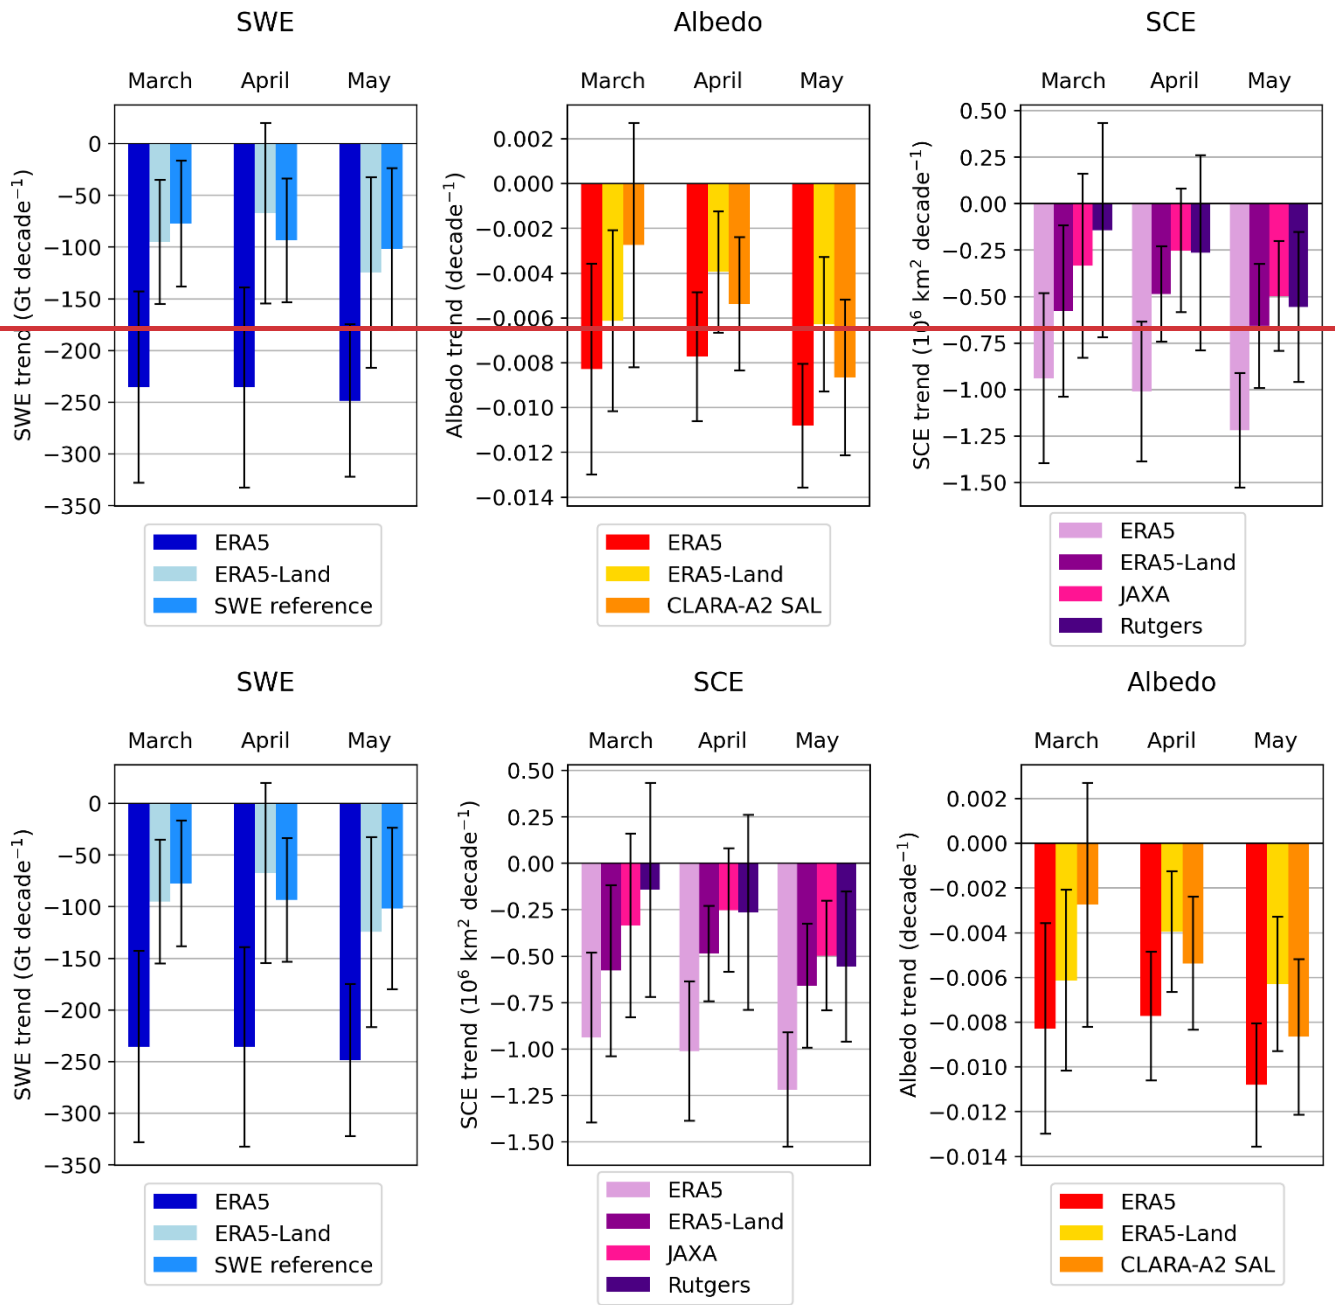 SWE
March April May
SWE trend (Gt decade⁻¹)
0
−50
−100
−150
−200
−250
−300
−350
ERA5
ERA5-Land
SWE reference
Albedo
March April May
Albedo trend (decade⁻¹)
0.002
0.000
−0.002
−0.004
−0.006
−0.008
−0.010
−0.012
−0.014
ERA5
ERA5-Land
CLARA-A2 SAL
SCE
March April May
SCE trend (10⁶ km² decade⁻¹)
0.50
0.25
0.00
−0.25
−0.50
−0.75
−1.00
−1.25
−1.50
ERA5
ERA5-Land
JAXA
Rutgers
SWE
March April May
SWE trend (Gt decade⁻¹)
0
−50
−100
−150
−200
−250
−300
−350
ERA5
ERA5-Land
SWE reference
SCE
March April May
SCE trend (10⁶ km² decade⁻¹)
0.50
0.25
0.00
−0.25
−0.50
−0.75
−1.00
−1.25
−1.50
ERA5
ERA5-Land
JAXA
Rutgers
Albedo
March April May
Albedo trend (decade⁻¹)
0.002
0.000
−0.002
−0.004
−0.006
−0.008
−0.010
−0.012
−0.014
ERA5
ERA5-Land
CLARA-A2 SAL